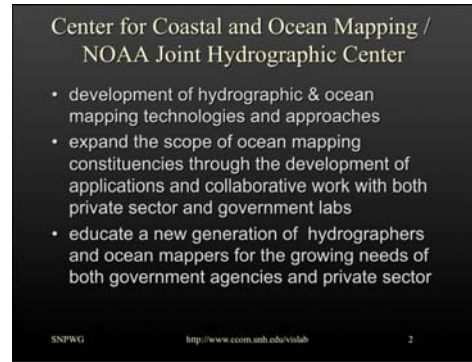 Center for Coastal and Ocean Mapping /
NOAA Joint Hydrographic Center
• development of hydrographic & ocean
mapping technologies and approaches
• expand the scope of ocean mapping
constituencies through the development of
applications and collaborative work with both
private sector and government labs
• educate a new generation of hydrographers
and ocean mappers for the growing needs of
both government agencies and private sector
SNPWG http://www.ccom.unh.edu/vislab 2